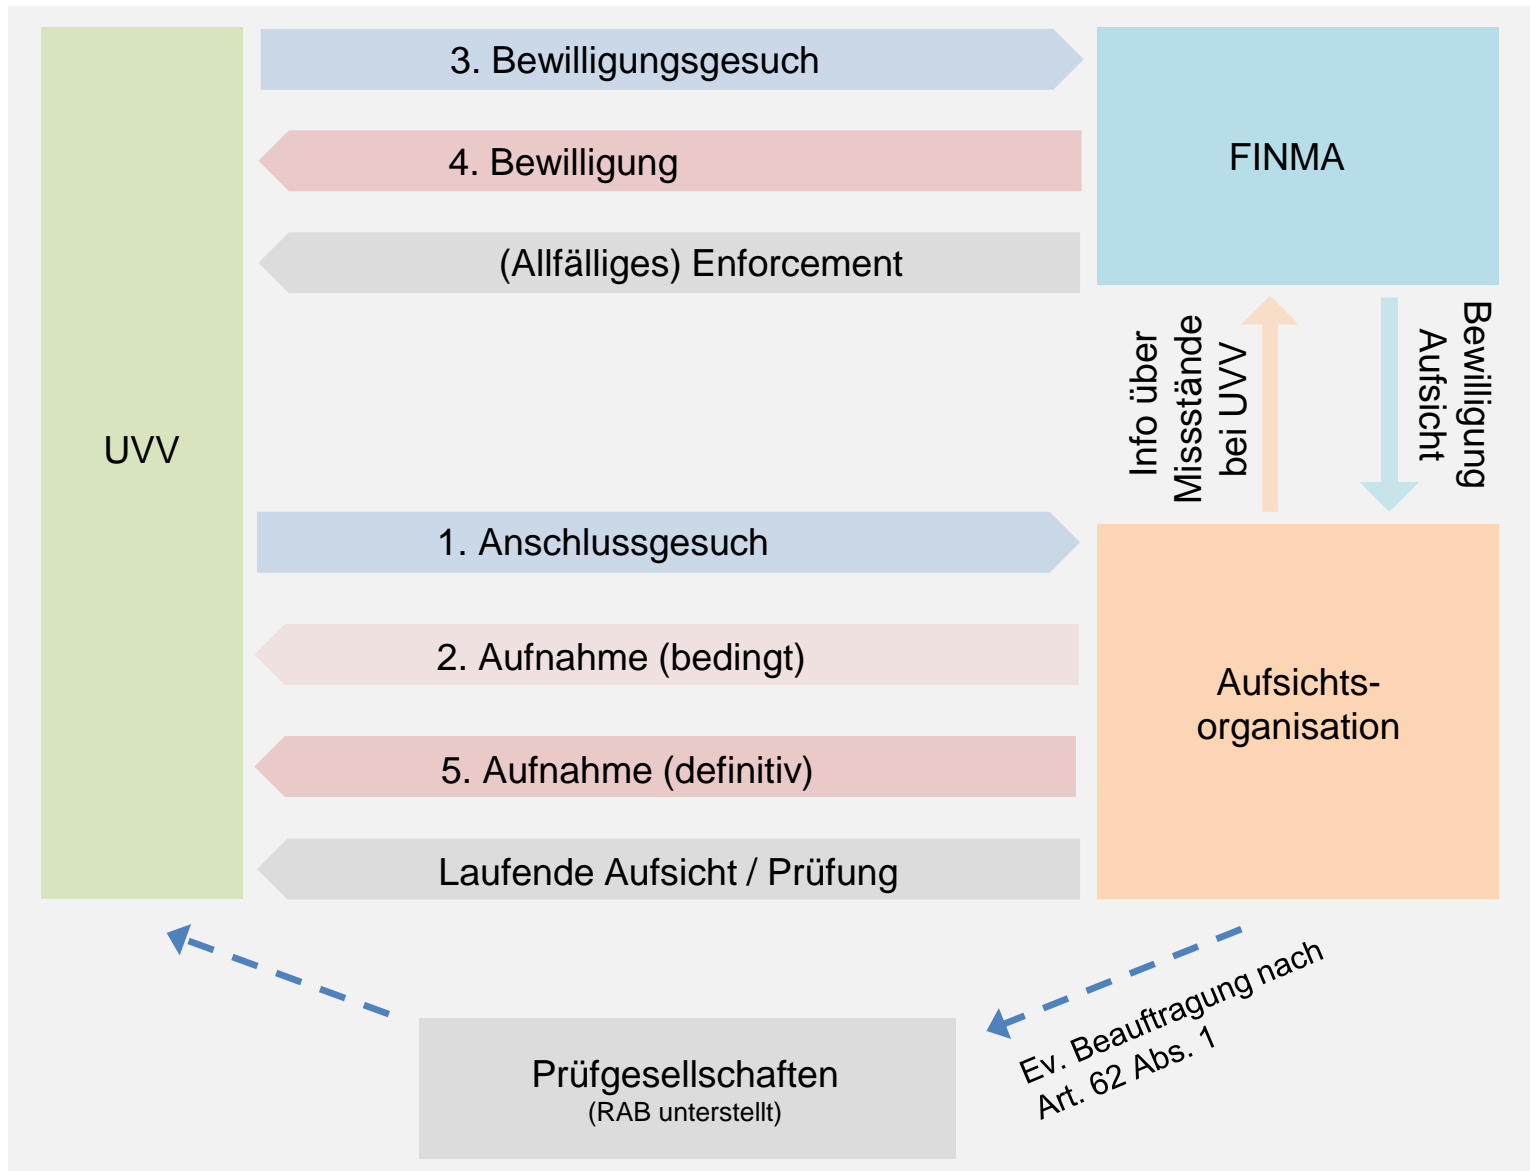 3. Bewilligungsgesuch
4. Bewilligung
(Allfälliges) Enforcement
FINMA
UVV
Info über
Missstände
bei UVV
Bewilligung
Aufsicht
1. Anschlussgesuch
2. Aufnahme (bedingt)
5. Aufnahme (definitiv)
Laufende Aufsicht / Prüfung
Aufsichts-
organisation
Ev. Beauftragung nach
Art. 62 Abs. 1
Prüfgesellschaften
(RAB unterstellt)